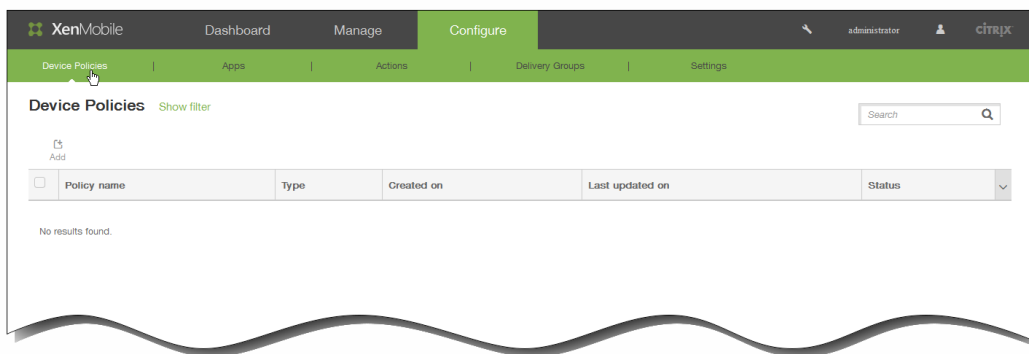 XenMobile Dashboard Manage Configure administrator CITRIX
Device Policies | Apps | Actions | Delivery Groups | Settings
Device Policies Show filter
Search
Add
Policy name Type Created on Last updated on Status
No results found.